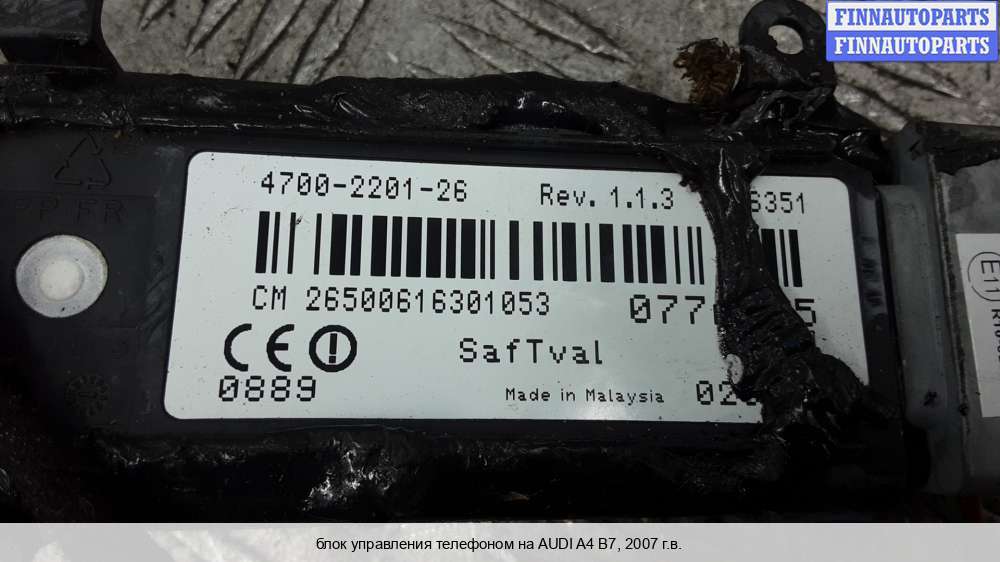 FINNAUTOPARTS
FINNAUTOPARTS
4700-2201-26 Rev. 1.1.3
CM 26500616301053
SafTval
0889 Made in Malaysia
PP FR
E11
блок управления телефоном на AUDI A4 B7, 2007 г.в.